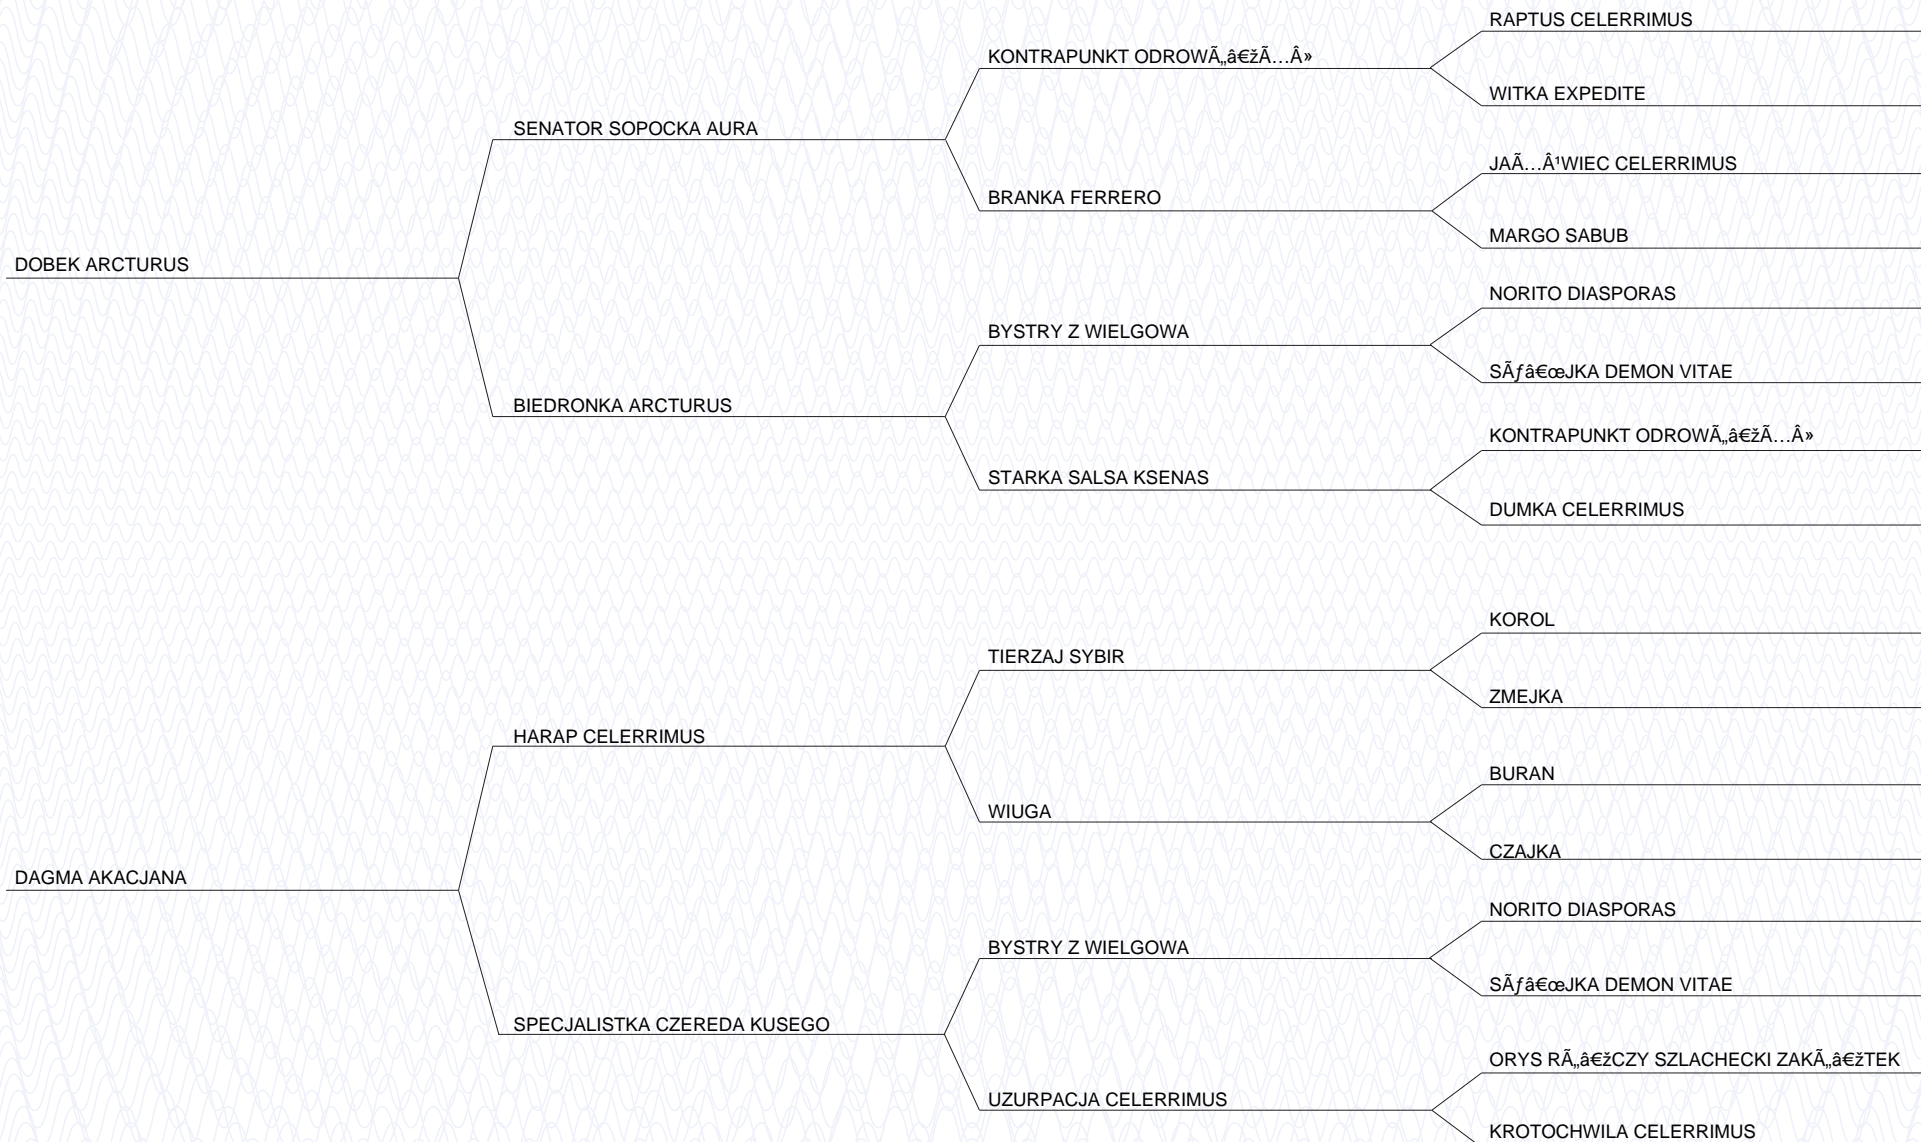 RAPTUS CELERRIMUS
KONTRAPUNKT ODROWÃ„â€žÃ…Â»
WITKA EXPEDITE
SENATOR SOPOCKA AURA
JAÃ…Â¹WIEC CELERRIMUS
BRANKA FERRERO
MARGO SABUB
DOBEK ARCTURUS
NORITO DIASPORAS
BYSTRY Z WIELGOWA
SÃƒâ€œJKA DEMON VITAE
BIEDRONKA ARCTURUS
KONTRAPUNKT ODROWÃ„â€žÃ…Â»
STARKA SALSA KSENAS
DUMKA CELERRIMUS
KOROL
TIERZAJ SYBIR
ZMEJKA
HARAP CELERRIMUS
BURAN
WIUGA
CZAJKA
DAGMA AKACJANA
NORITO DIASPORAS
BYSTRY Z WIELGOWA
SÃƒâ€œJKA DEMON VITAE
SPECJALISTKA CZEREDA KUSEGO
ORYS RÃ„â€žCZY SZLACHECKI ZAKÃ„â€žTEK
UZURPACJA CELERRIMUS
KROTOCHWILA CELERRIMUS